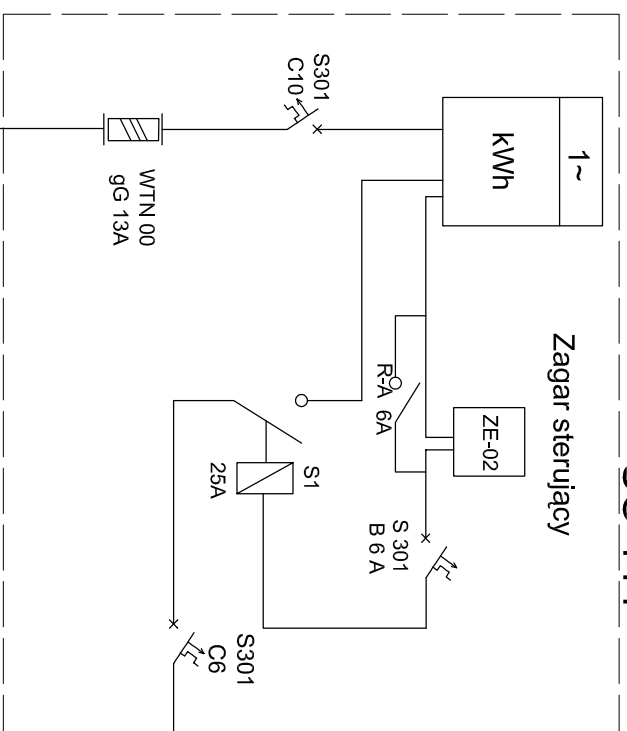 1~
kWh
S301
C10
WTN 00
gG 13A
Zagar sterujący
ZE-02
R-A 6A
S1
25A
S 301
B 6 A
S301
C6